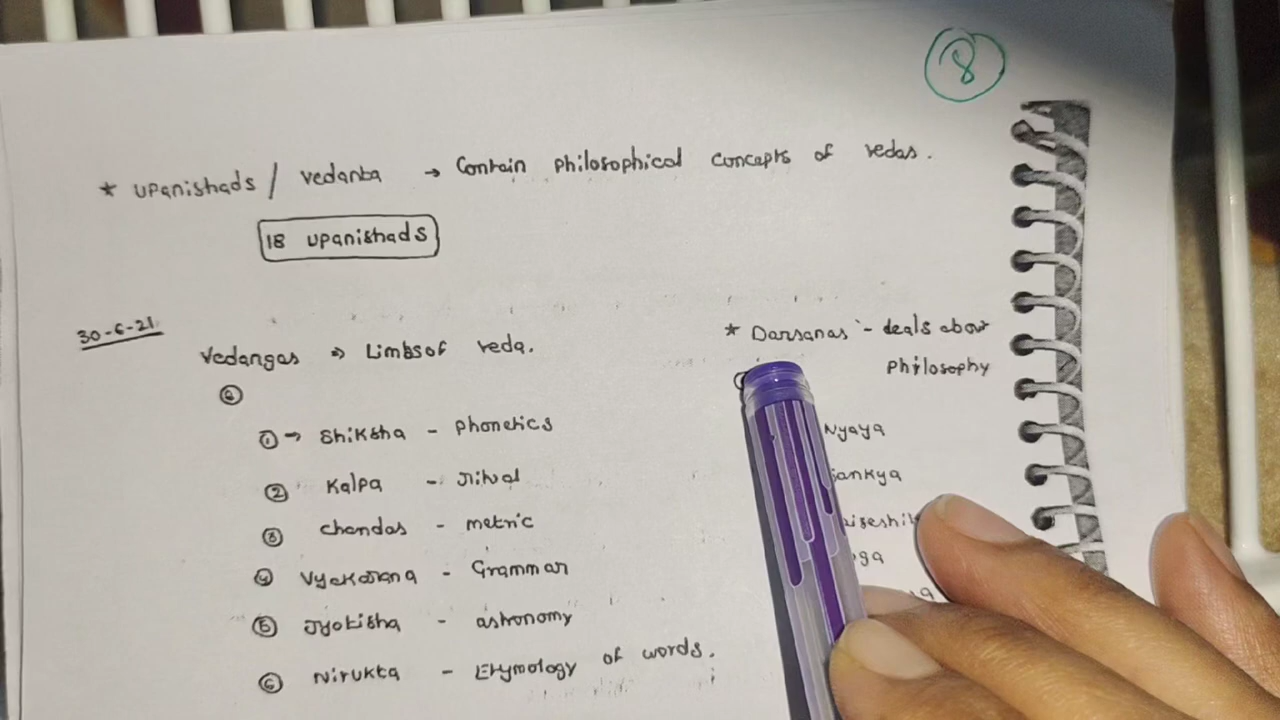 8
* Upanishads / vedanta → Contain philosophical concepts of vedas.
18 upanishads
30-6-21
Vedangas ⇒ Limbs of veda.
⑥
① → Shiksha - phonetics
② Kalpa - ritual
③ Chandas - metric
④ Vyakarana - Grammar
⑤ Jyotisha - astronomy
⑥ Nirukta - Etymology of words.
* Darsanas - deals about
philosophy
Nyaya